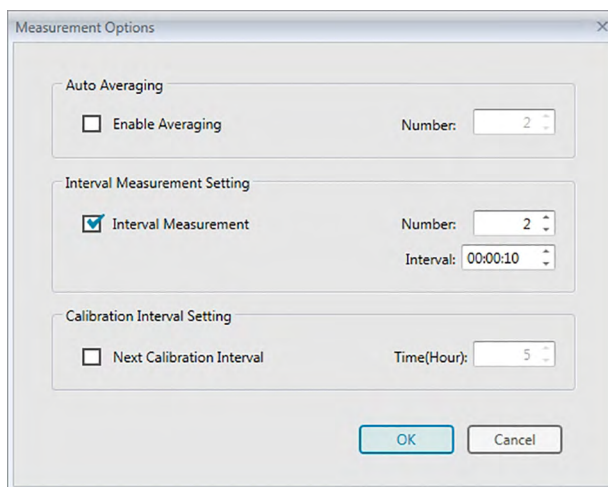 Measurement Options
Auto Averaging
Enable Averaging Number: 2
Interval Measurement Setting
Interval Measurement Number: 2
Interval: 00:00:10
Calibration Interval Setting
Next Calibration Interval Time(Hour): 5
OK Cancel